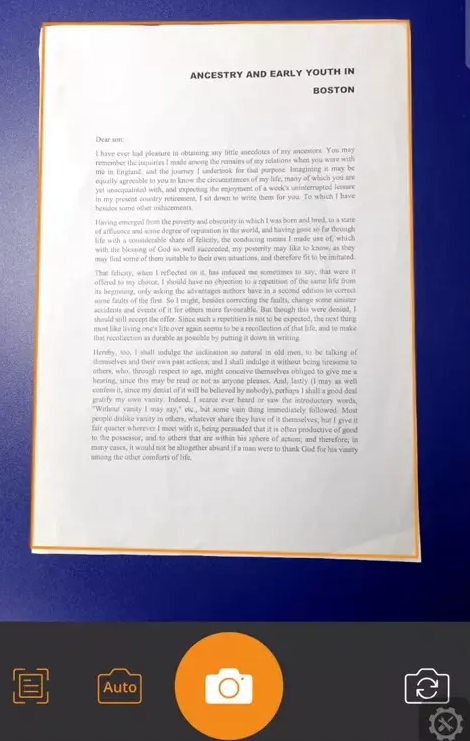 ANCESTRY AND EARLY YOUTH IN
BOSTON
Dear son:
I have ever had pleasure in obtaining any little anecdotes of my ancestors. You may
remember the inquiries I made among the remains of my relations when you were with
me in England, and the journey I undertook for that purpose. Imagining it may be
equally agreeable to you to know the circumstances of my life, many of which you are
yet unacquainted with, and expecting the enjoyment of a week's uninterrupted leisure
in my present country retirement, I sit down to write them for you. To which I have
besides some other
Having emerged from the poverty and obscurity in which I was born and bred, to a state
of affluence and some degree of reputation in the world, and having gone so far through
life with a considerable share of felicity, the conducing means I made use of, which
with the blessing of God so well succeeded, my posterity may like to know, as they
may find some of them suitable to their own situations, and therefore fit to be imitated.
That felicity, when I reflected on it, has induced me sometimes to say, that were it
offered to my choice, I should have no objection to a repetition of the same life from
its beginning, only asking the advantages authors have in a second edition to correct
some faults of the first. So I might, besides correcting the faults, change some sinister
accidents and events of it for others more favourable. But though this were denied, I
should still accept the offer. Since such a repetition is not to be expected, the next thing
most like living one's life over again seems to be a recollection of that life, and to make
that recollection as durable as possible by putting it down in writing.
Hereby, too, I shall indulge the inclination so natural in old men, to be talking of
themselves and their own past actions; and I shall indulge it without being tiresome to
others, who, through respect to age, might conceive themselves obliged to give me a
hearing, since this may be read or not as anyone pleases. And, lastly (I may as well
confess it, since my denial of it will be believed by nobody), perhaps I shall a good deal
gratify my own vanity. Indeed, I scarce ever heard or saw the introductory words,
"Without vanity I may say," etc., but some vain thing immediately followed. Most
people dislike vanity in others, whatever share they have of it themselves; but I give it
fair quarter wherever I meet with it, being persuaded that it is often productive of good
to the possessor, and to others that are within his sphere of action; and therefore, in
many cases, it would not be altogether absurd if a man were to thank God for his vanity
among the other comforts of life.
Auto